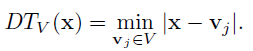 DT_V(x) = min_{v_j ∈ V} |x − v_j|.